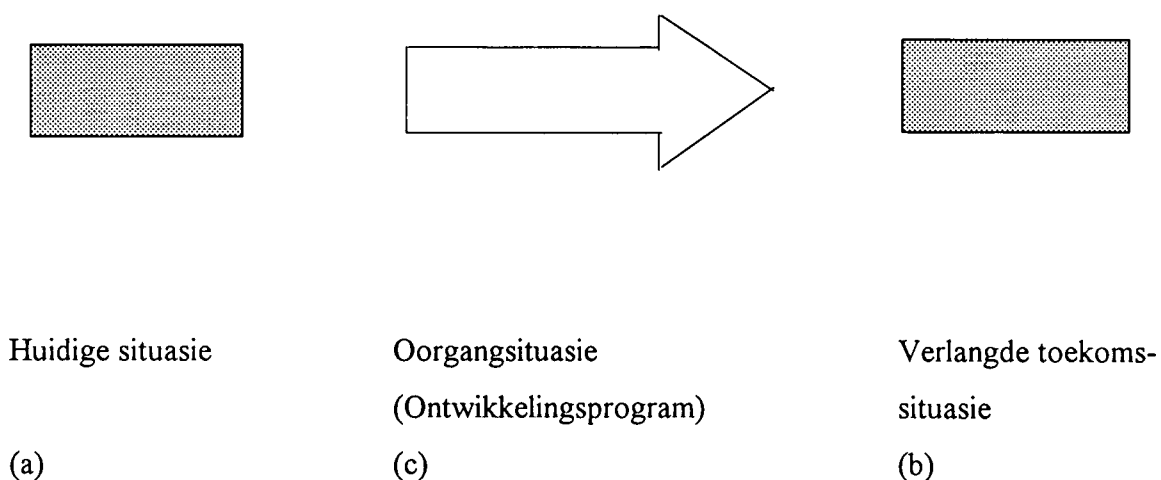 Huidige situasie
Oorgangsituasie
(Ontwikkelingsprogram)
Verlangde toekoms-
situasie
(a)
(c)
(b)